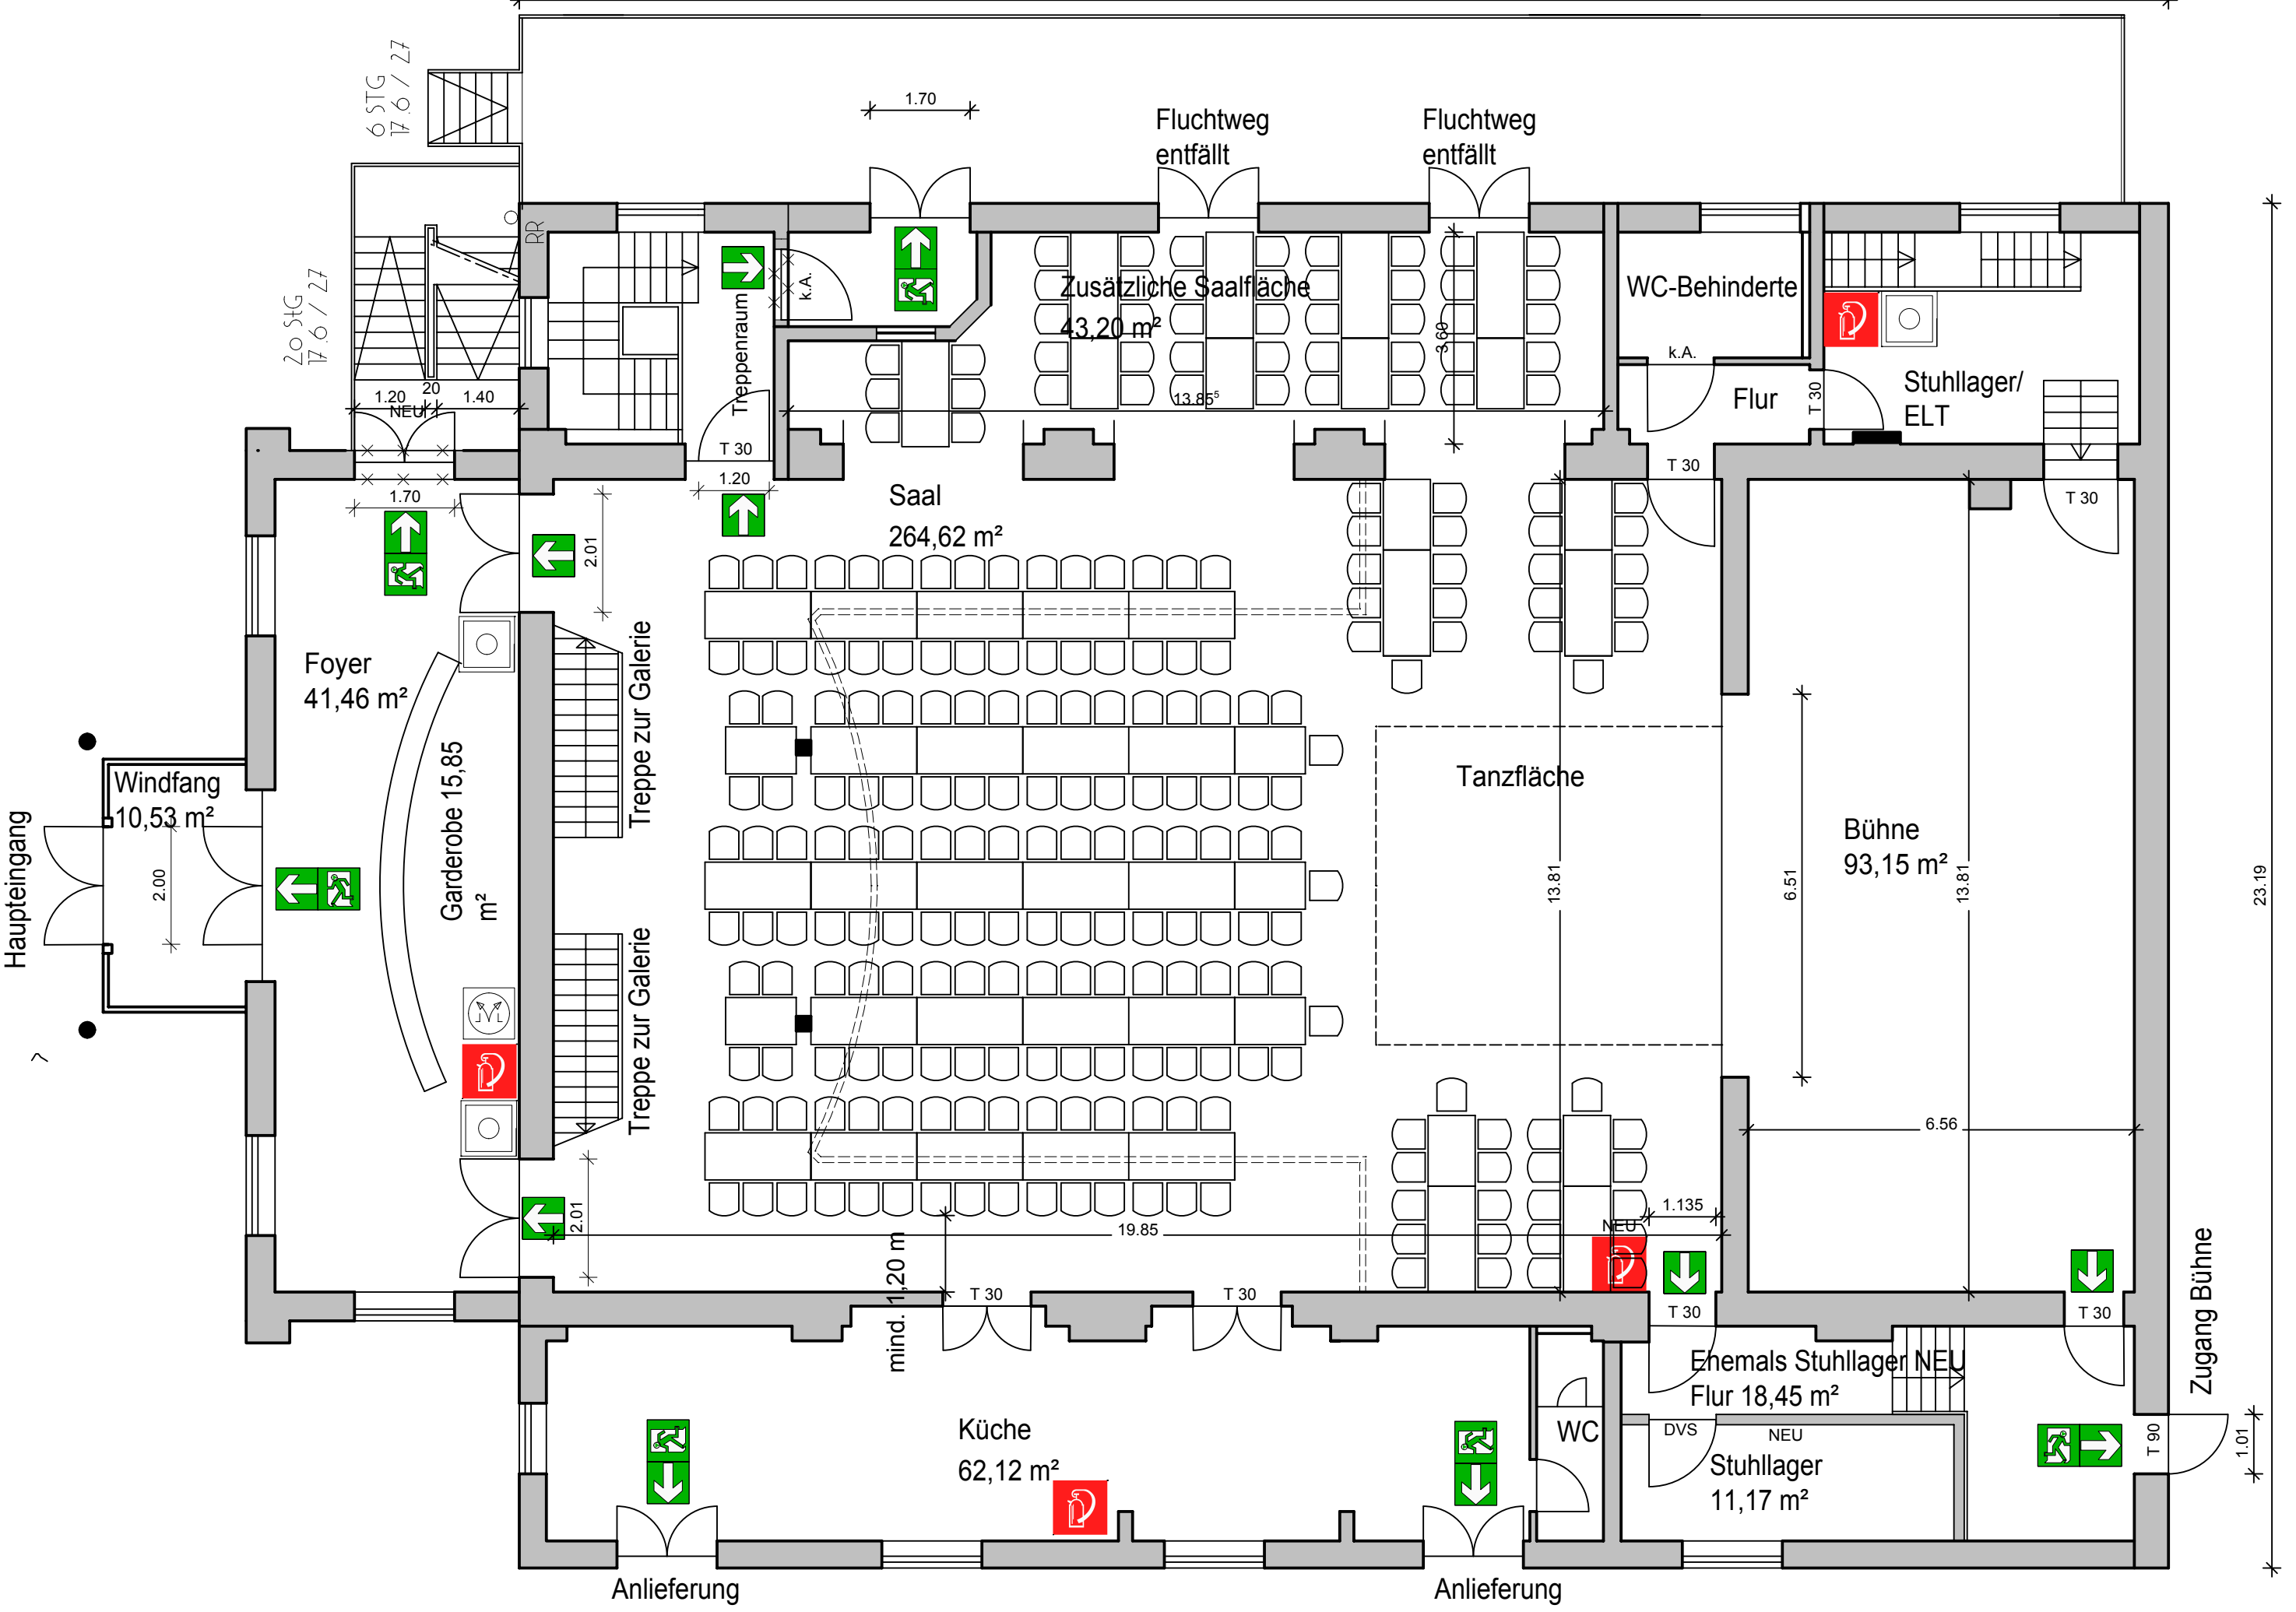 6 STG
17.6 / 27
1.70
Fluchtweg
entfällt
Fluchtweg
entfällt
RR
20 StG
17.6 / 27
1.20
20
1.40
NEU
1.70
Treppenraum
k.A.
T 30
1.20
Zusätzliche Saalfläche
43,20 m²
3.60
13.85⁵
WC-Behinderte
k.A.
Flur
T 30
Stuhllager/
ELT
T 30
T 30
Saal
264,62 m²
2.01
Foyer
41,46 m²
Treppe zur Galerie
Garderobe 15,85
m²
Windfang
10,53 m²
Haupteingang
2.00
Tanzfläche
13.81
6.51
Bühne
93,15 m²
13.81
23.19
Treppe zur Galerie
6.56
2.01
19.85
mind. 1,20 m
NEU
1.135
T 30
T 30
T 30
T 30
Zugang Bühne
Ehemals Stuhllager NEU
Flur 18,45 m²
Küche
62,12 m²
WC
DVS
NEU
Stuhllager
11,17 m²
T 90
1.01
Anlieferung
Anlieferung